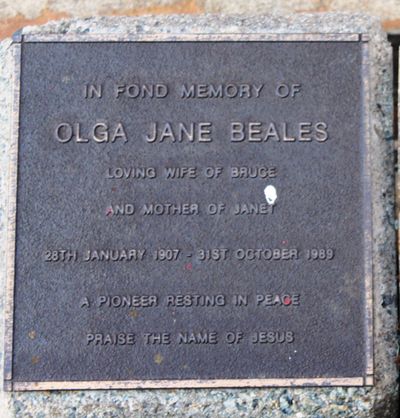 IN FOND MEMORY OF
OLGA JANE BEALES
LOVING WIFE OF BRUCE
AND MOTHER OF JANET
28TH JANUARY 1907 - 31ST OCTOBER 1989
A PIONEER RESTING IN PEACE
PRAISE THE NAME OF JESUS